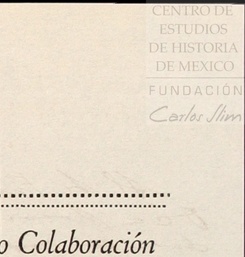 CENTRO DE
ESTUDIOS
DE HISTORIA
DE MEXICO
FUNDACIÓN
Carlos Slim
o Colaboración